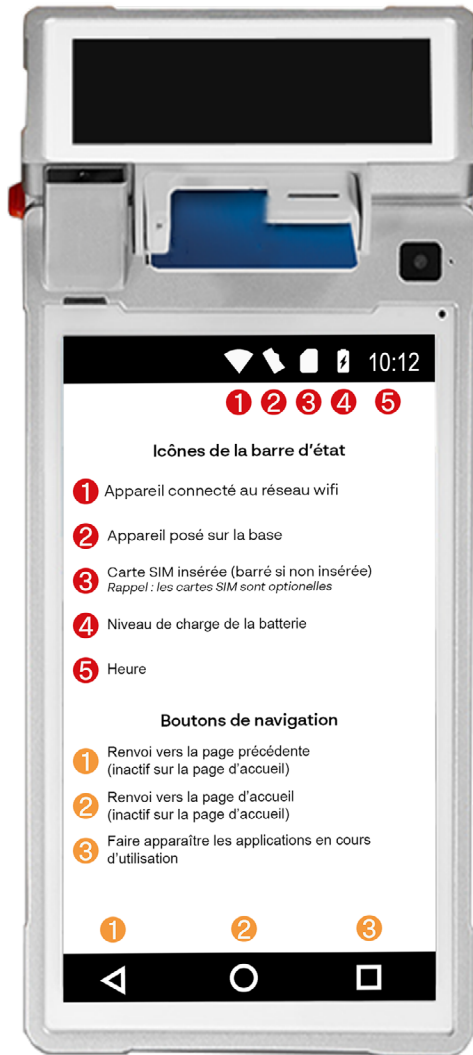 10:12
1 2 3 4 5
Icônes de la barre d'état
1 Appareil connecté au réseau wifi
2 Appareil posé sur la base
3 Carte SIM insérée (barré si non insérée)
Rappel : les cartes SIM sont optionelles
4 Niveau de charge de la batterie
5 Heure
Boutons de navigation
1 Renvoi vers la page précédente
(inactif sur la page d'accueil)
2 Renvoi vers la page d'accueil
(inactif sur la page d'accueil)
3 Faire apparaître les applications en cours
d'utilisation
1 2 3